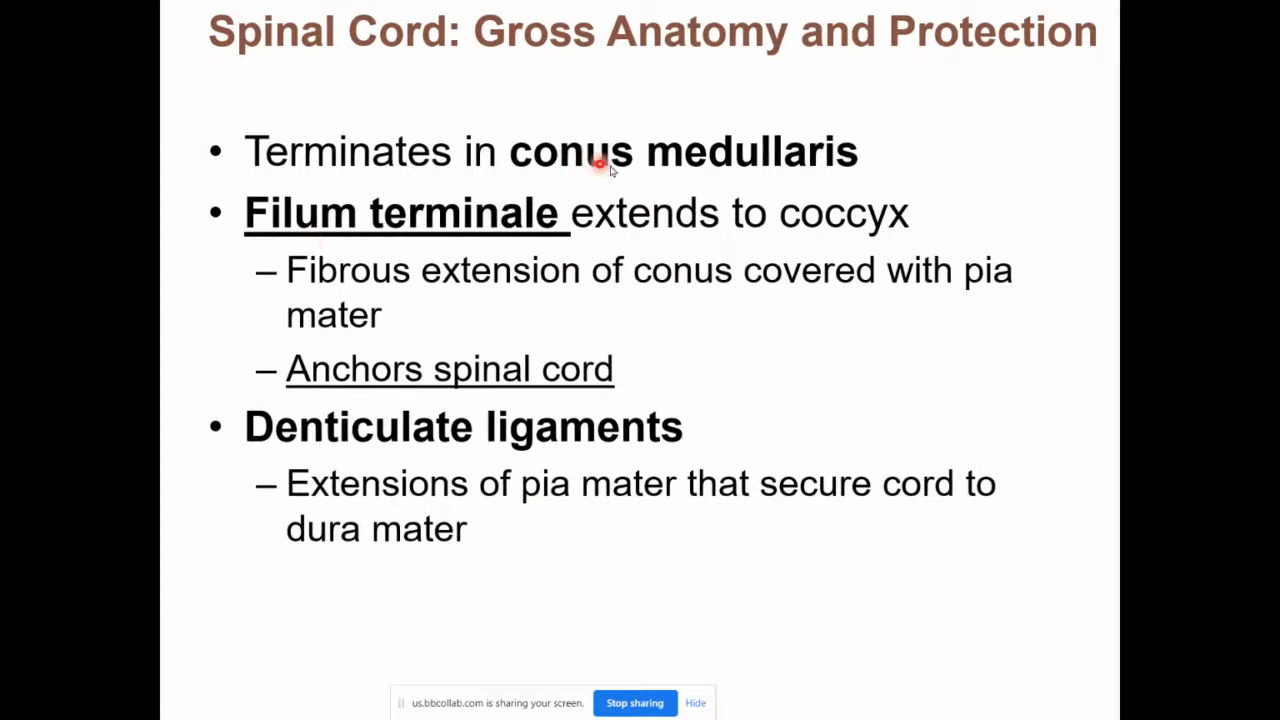 Spinal Cord: Gross Anatomy and Protection
• Terminates in conus medullaris
• Filum terminale extends to coccyx
– Fibrous extension of conus covered with pia
mater
– Anchors spinal cord
• Denticulate ligaments
– Extensions of pia mater that secure cord to
dura mater
us.bbcollab.com is sharing your screen. Stop sharing Hide